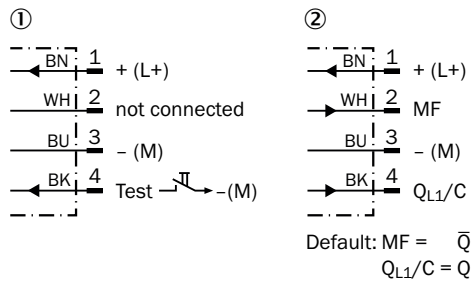 ①
BN 1 + (L+)
WH 2 not connected
BU 3 – (M)
BK 4 Test –(M)
②
BN 1 + (L+)
WH 2 MF
BU 3 – (M)
BK 4 QL1/C
Default: MF = Q̅
QL1/C = Q